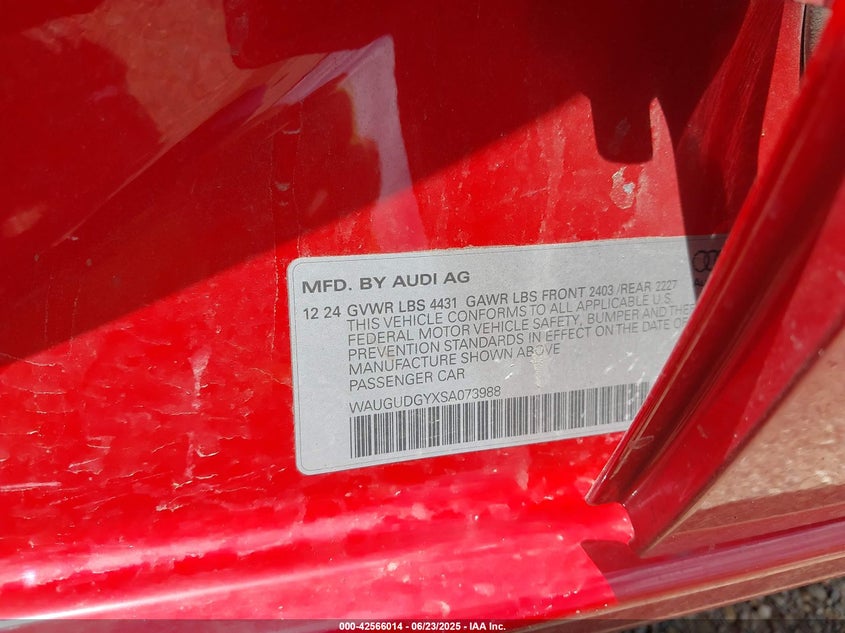 MFD. BY AUDI AG
12 24 GVWR LBS 4431 GAWR LBS FRONT 2403 /REAR 2227
THIS VEHICLE CONFORMS TO ALL APPLICABLE U.S.
FEDERAL MOTOR VEHICLE SAFETY, BUMPER AND
PREVENTION STANDARDS IN EFFECT ON THE DATE OF
MANUFACTURE SHOWN ABOVE
PASSENGER CAR
WAUGUDGYXSA073988
000-42566014 - 06/23/2025 - IAA Inc.